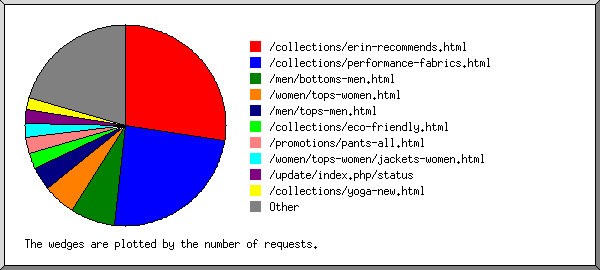 /collections/erin-recommends.html
/collections/performance-fabrics.html
/men/bottoms-men.html
/women/tops-women.html
/men/tops-men.html
/collections/eco-friendly.html
/promotions/pants-all.html
/women/tops-women/jackets-women.html
/update/index.php/status
/collections/yoga-new.html
Other
The wedges are plotted by the number of requests.